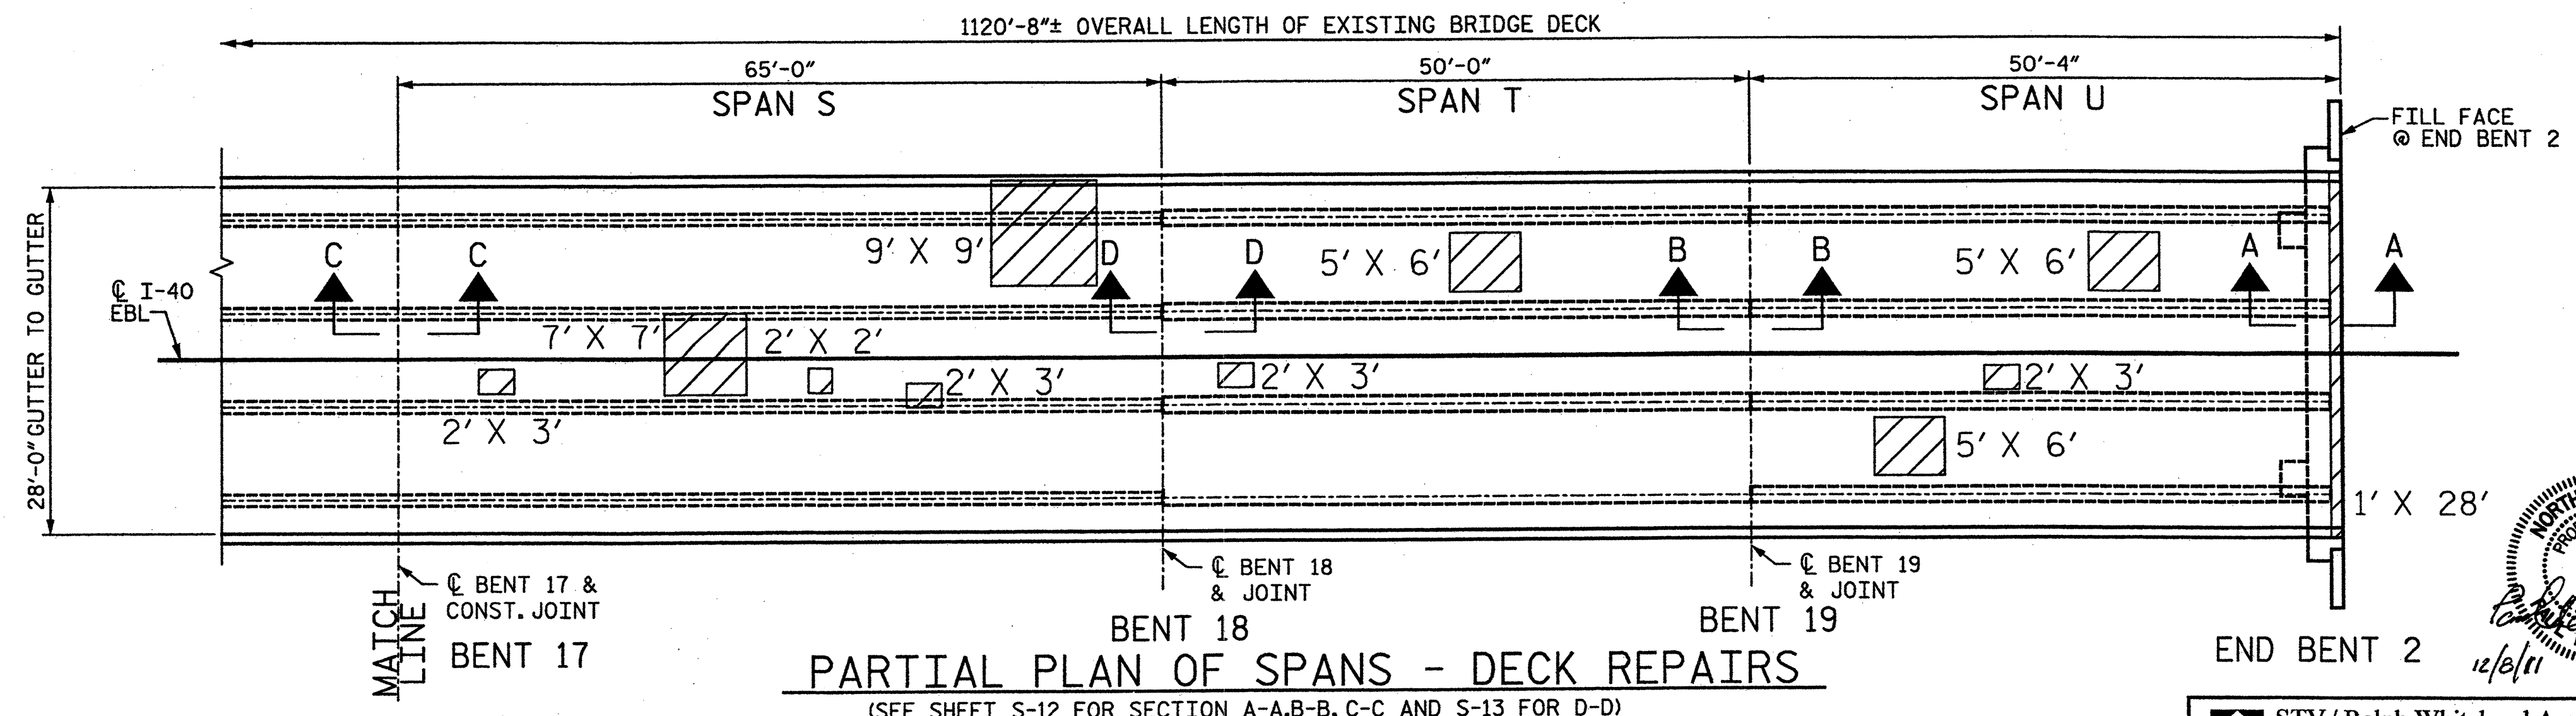 1120'-8"± OVERALL LENGTH OF EXISTING BRIDGE DECK
65'-0"
50'-0"
50'-4"
SPAN S
SPAN T
SPAN U
FILL FACE
@ END BENT 2
28'-0" GUTTER TO GUTTER
9' X 9'
5' X 6'
5' X 6'
C
C
D
D
B
B
A
A
℄ I-40
EBL
7' X 7'
2' X 2'
2' X 3'
2' X 3'
2' X 3'
2' X 3'
5' X 6'
1' X 28'
MATCH
LINE
℄ BENT 17 &
CONST. JOINT
BENT 17
℄ BENT 18
& JOINT
BENT 18
℄ BENT 19
& JOINT
BENT 19
END BENT 2
NORTH
12/8/11
PARTIAL PLAN OF SPANS - DECK REPAIRS
(SEE SHEET S-12 FOR SECTION A-A, B-B, C-C AND S-13 FOR D-D)